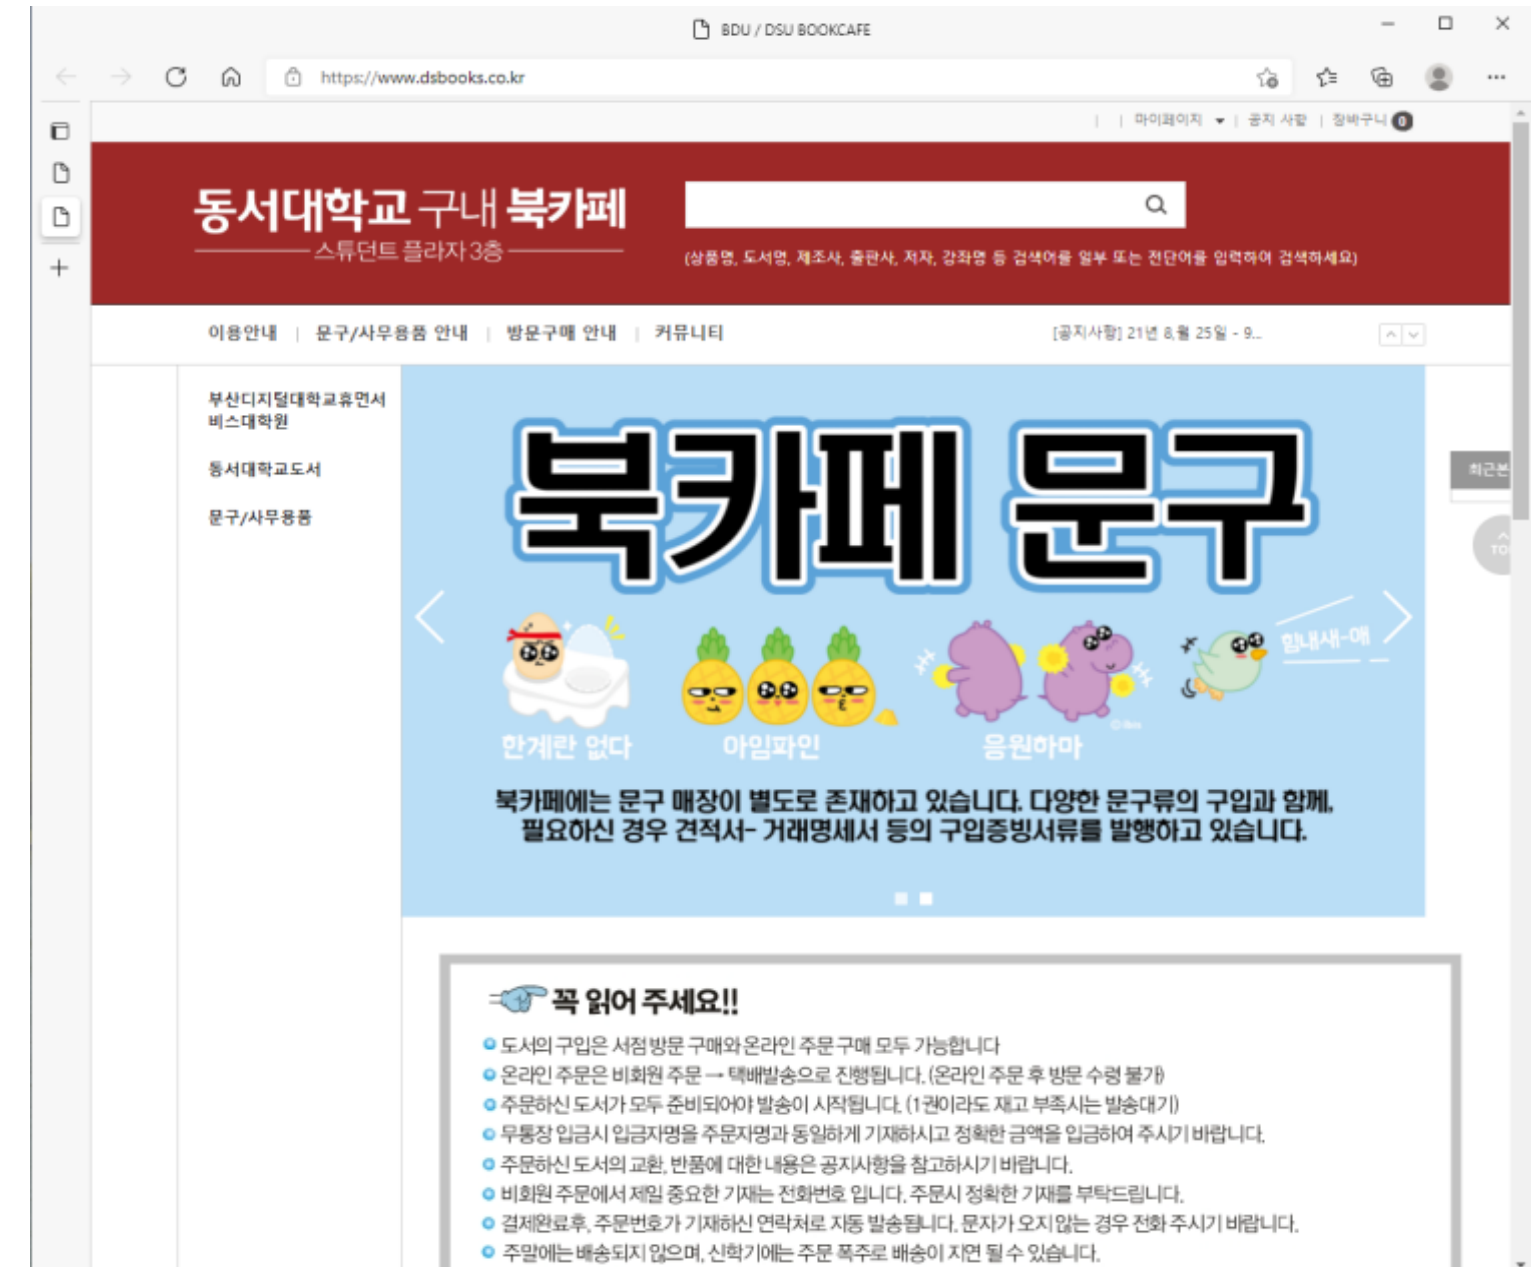 BDU / DSU BOOKCAFE
https://www.dsbooks.co.kr
| | 마이페이지 ▼ | 공지 사항 | 장바구니 0
동서대학교 구내 북카페
스튜던트 플라자 3층
(상품명, 도서명, 제조사, 출판사, 저자, 강좌명 등 검색어를 일부 또는 전단어를 입력하여 검색하세요)
이용안내 | 문구/사무용품 안내 | 방문구매 안내 | 커뮤니티
[공지사항] 21년 8,월 25일 - 9...
부산디지털대학교휴먼서
비스대학원
동서대학교도서
문구/사무용품
최근본
북카페 문구
힘내새-애
한계란 없다
아임파인
응원하마
북카페에는 문구 매장이 별도로 존재하고 있습니다. 다양한 문구류의 구입과 함께,
필요하신 경우 견적서- 거래명세서 등의 구입증빙서류를 발행하고 있습니다.
꼭 읽어 주세요!!
도서의 구입은 서점 방문 구매와 온라인 주문 구매 모두 가능합니다
온라인 주문은 비회원 주문 → 택배발송으로 진행됩니다. (온라인 주문 후 방문 수령 불가)
주문하신 도서가 모두 준비되어야 발송이 시작됩니다. (1권이라도 재고 부족시는 발송대기)
무통장 입금시 입금자명을 주문자명과 동일하게 기재하시고 정확한 금액을 입금하여 주시기 바랍니다.
주문하신 도서의 교환, 반품에 대한 내용은 공지사항을 참고하시기 바랍니다.
비회원 주문에서 제일 중요한 기재는 전화번호 입니다. 주문시 정확한 기재를 부탁드립니다.
결제완료후, 주문번호가 기재하신 연락처로 자동 발송됩니다. 문자가 오지 않는 경우 전화 주시기 바랍니다.
주말에는 배송되지 않으며, 신학기에는 주문 폭주로 배송이 지연 될 수 있습니다.